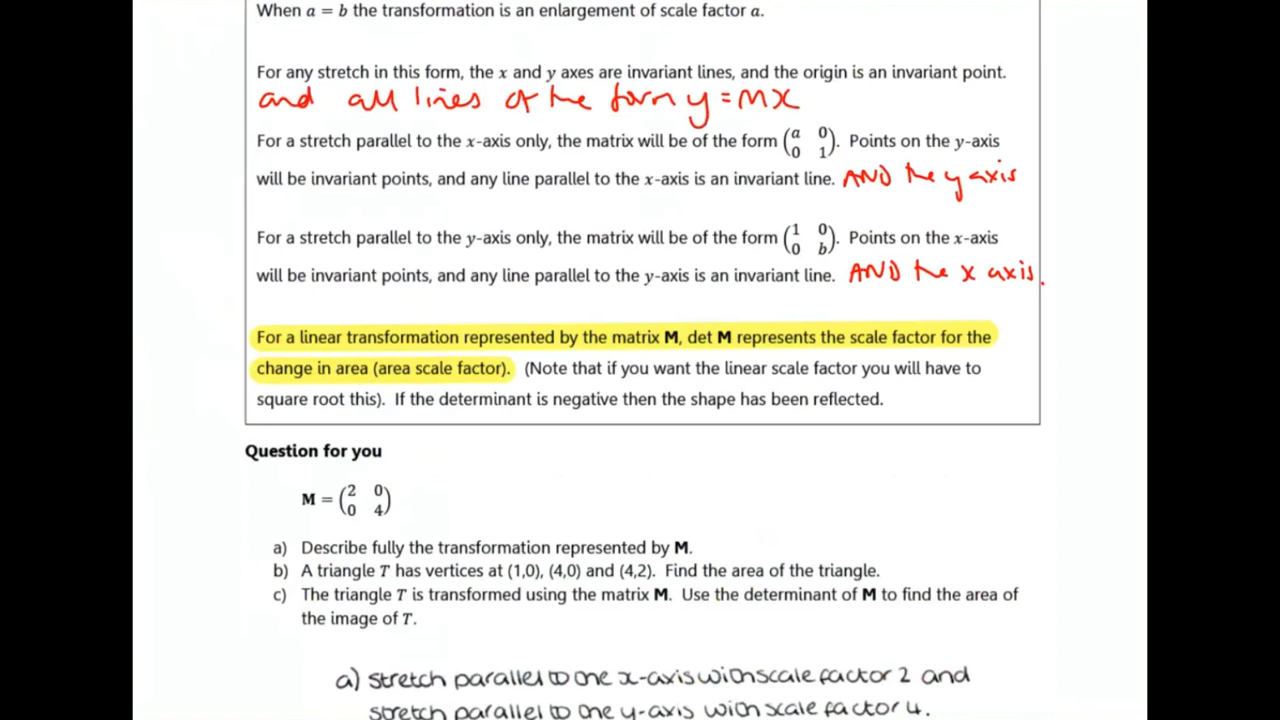 When a = b the transformation is an enlargement of scale factor a.
For any stretch in this form, the x and y axes are invariant lines, and the origin is an invariant point.
and all lines of the form y = mx
For a stretch parallel to the x-axis only, the matrix will be of the form (a 0
0 1). Points on the y-axis
will be invariant points, and any line parallel to the x-axis is an invariant line. AND the y axis
For a stretch parallel to the y-axis only, the matrix will be of the form (1 0
0 b). Points on the x-axis
will be invariant points, and any line parallel to the y-axis is an invariant line. AND the x axis.
For a linear transformation represented by the matrix M, det M represents the scale factor for the
change in area (area scale factor). (Note that if you want the linear scale factor you will have to
square root this). If the determinant is negative then the shape has been reflected.
Question for you
M = (2 0
0 4)
a) Describe fully the transformation represented by M.
b) A triangle T has vertices at (1,0), (4,0) and (4,2). Find the area of the triangle.
c) The triangle T is transformed using the matrix M. Use the determinant of M to find the area of
the image of T.
a) stretch parallel to the x-axis with scale factor 2 and
stretch parallel to the y-axis with scale factor 4.